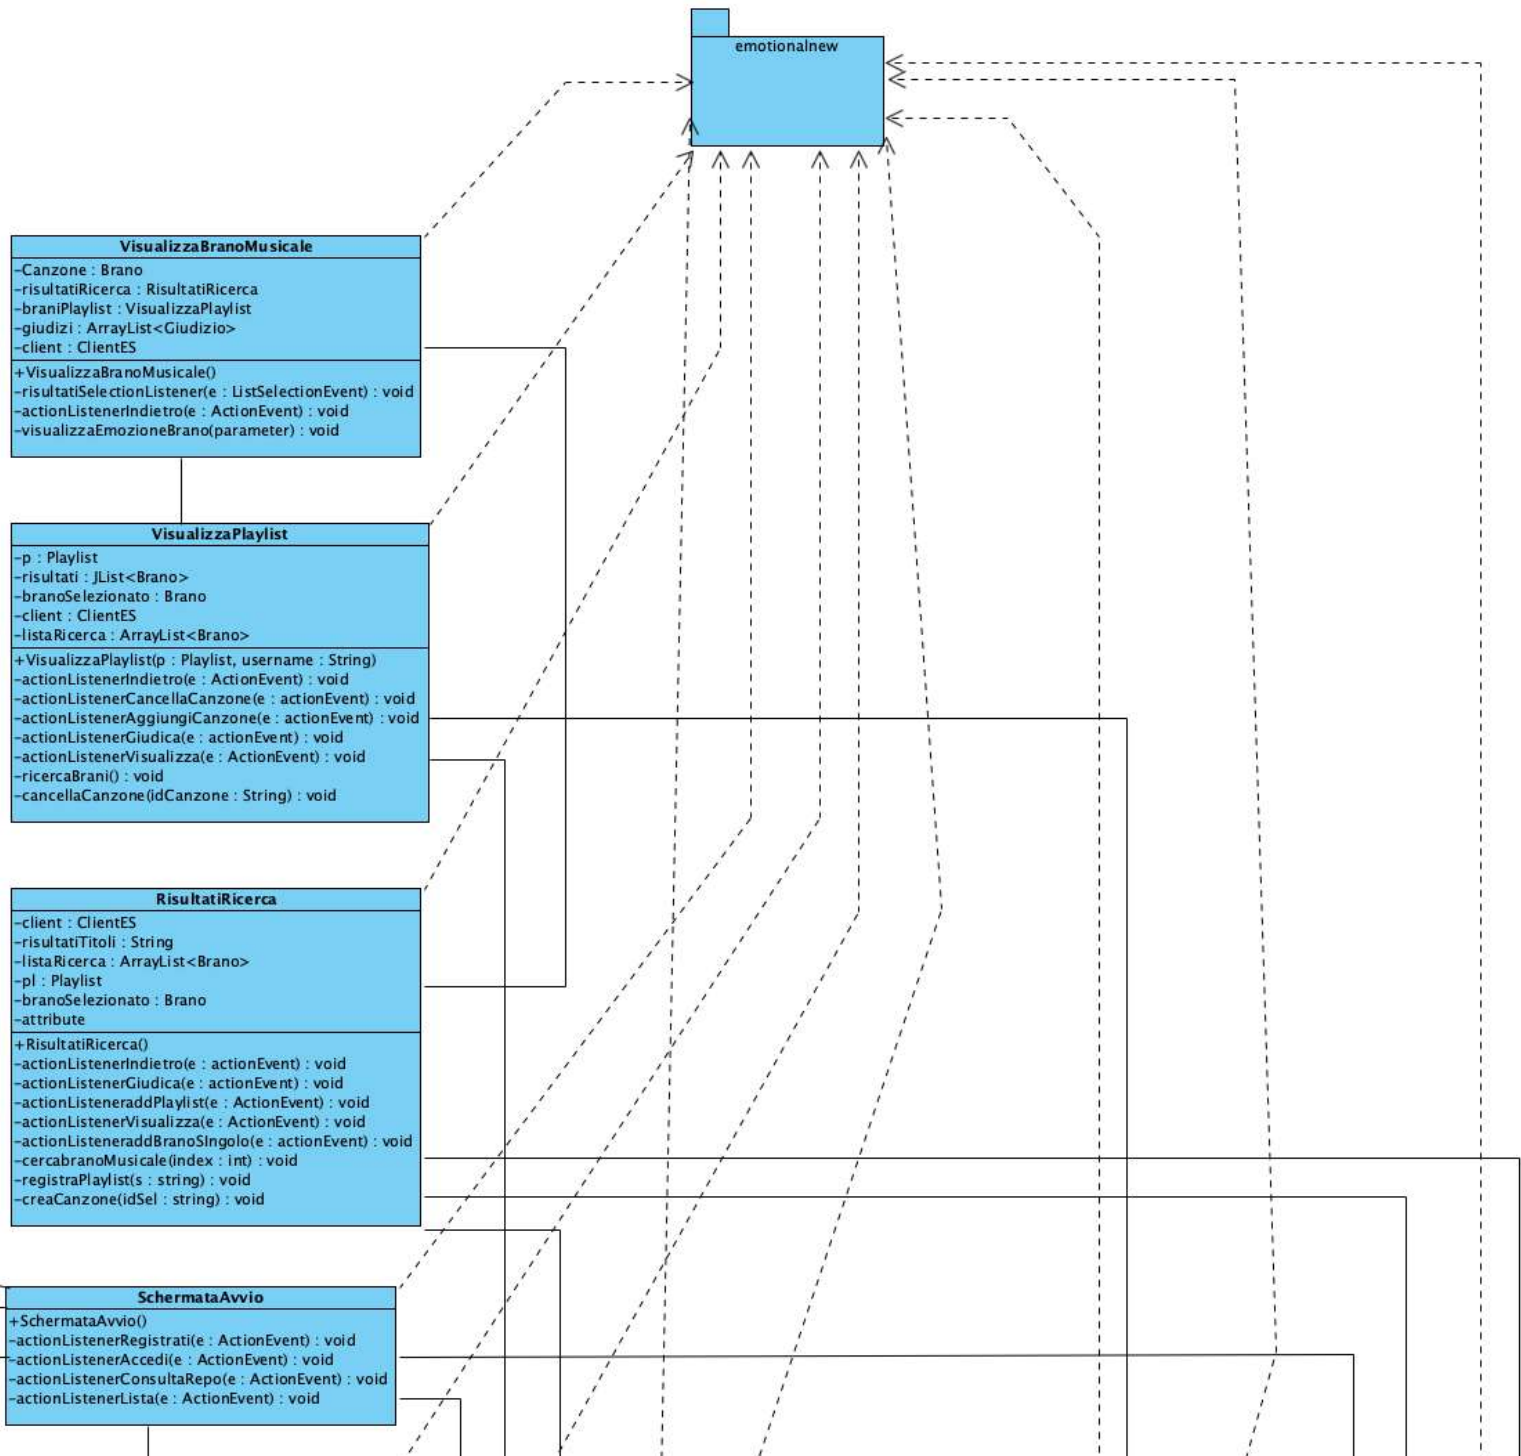 emotionalnew
VisualizzaBranoMusicale
-Canzone : Brano
-risultatiRicerca : RisultatiRicerca
-braniPlaylist : VisualizzaPlaylist
-giudizi : ArrayList<Giudizio>
-client : ClientES
+VisualizzaBranoMusicale()
-risultatiSelectionListener(e : ListSelectionEvent) : void
-actionListenerIndietro(e : ActionEvent) : void
-visualizzaEmozioneBrano(parameter) : void
VisualizzaPlaylist
-p : Playlist
-risultati : JList<Brano>
-branoSelezionato : Brano
-client : ClientES
-listaRicerca : ArrayList<Brano>
+VisualizzaPlaylist(p : Playlist, username : String)
-actionListenerIndietro(e : ActionEvent) : void
-actionListenerCancellaCanzone(e : actionEvent) : void
-actionListenerAggiungiCanzone(e : actionEvent) : void
-actionListenerGiudica(e : actionEvent) : void
-actionListenerVisualizza(e : ActionEvent) : void
-ricercaBrani() : void
-cancellaCanzone(idCanzone : String) : void
RisultatiRicerca
-client : ClientES
-risultatiTitoli : String
-listaRicerca : ArrayList<Brano>
-pl : Playlist
-branoSelezionato : Brano
-attribute
+RisultatiRicerca()
-actionListenerIndietro(e : actionEvent) : void
-actionListenerGiudica(e : actionEvent) : void
-actionListeneraddPlaylist(e : ActionEvent) : void
-actionListenerVisualizza(e : ActionEvent) : void
-actionListeneraddBranoSIngolo(e : actionEvent) : void
-cercabranoMusicale(index : int) : void
-registraPlaylist(s : string) : void
-creaCanzone(idSel : string) : void
SchermataAvvio
+SchermataAvvio()
-actionListenerRegistrati(e : ActionEvent) : void
-actionListenerAccedi(e : ActionEvent) : void
-actionListenerConsultaRepo(e : ActionEvent) : void
-actionListenerLista(e : ActionEvent) : void